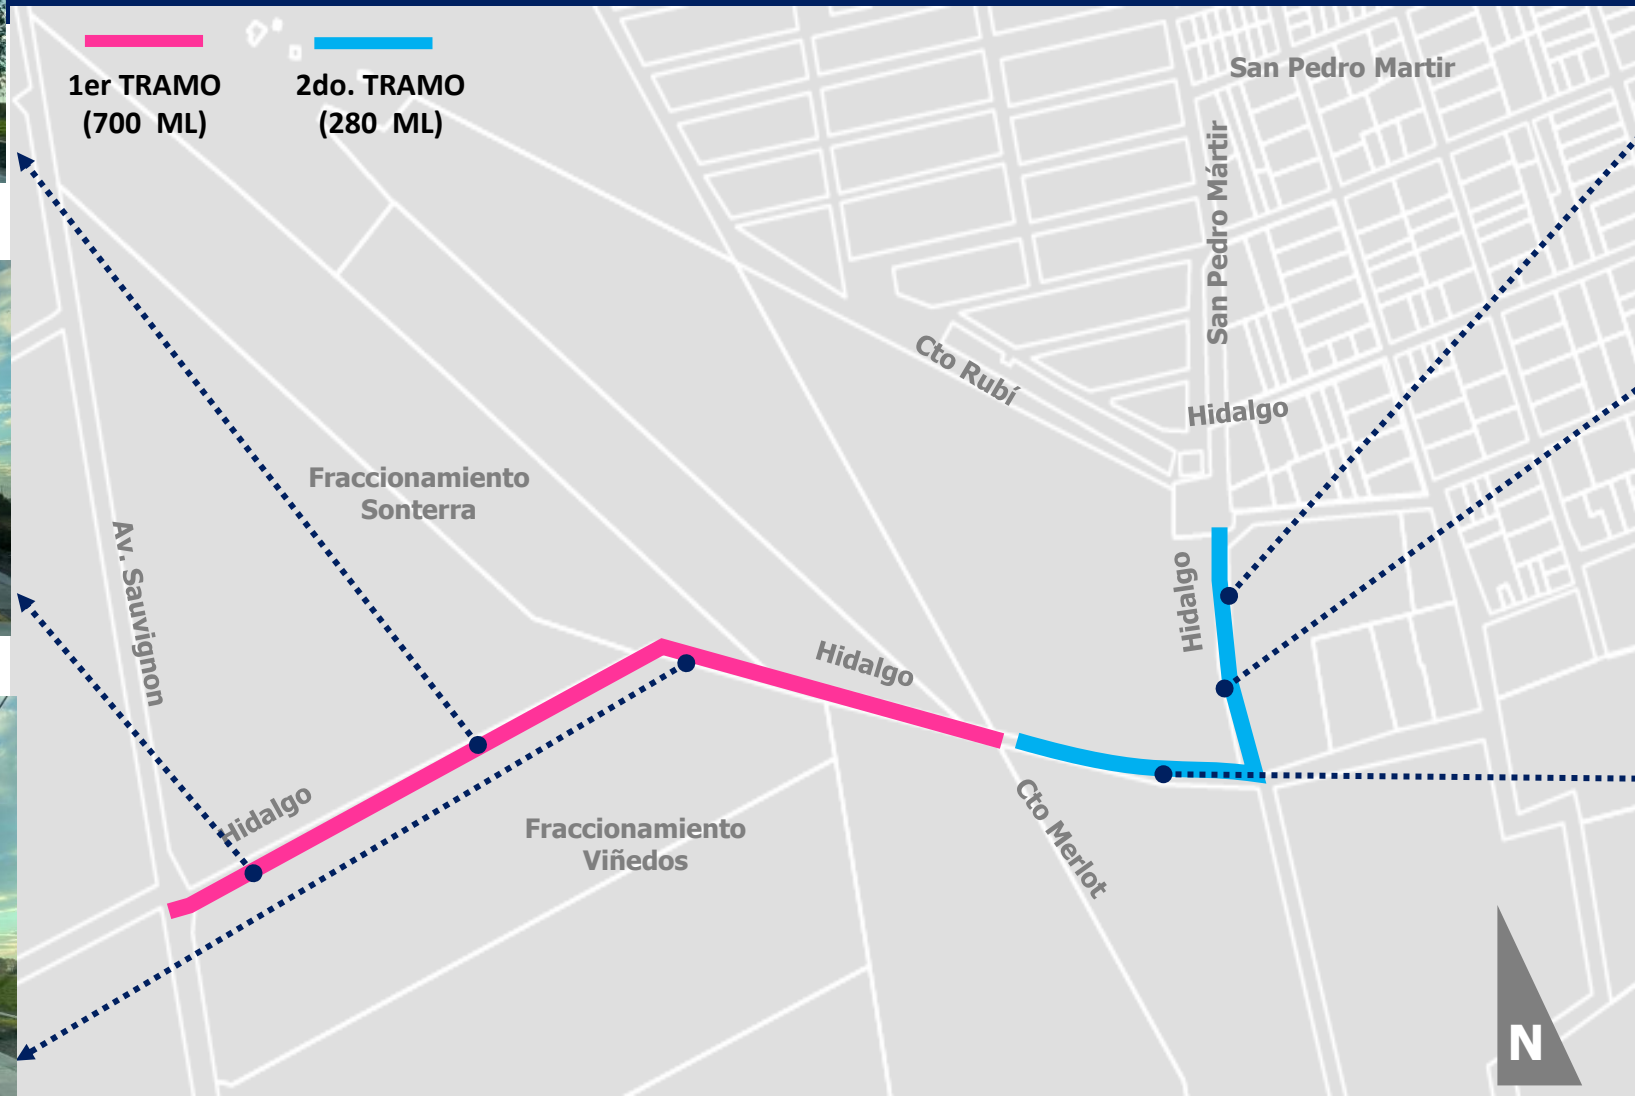 1er TRAMO
(700 ML)
2do. TRAMO
(280 ML)
San Pedro Martir
San Pedro Mártir
Cto Rubí
Hidalgo
Fraccionamiento
Sonterra
Av. Sauvignon
Hidalgo
Hidalgo
Hidalgo
Fraccionamiento
Viñedos
Cto Merlot
N